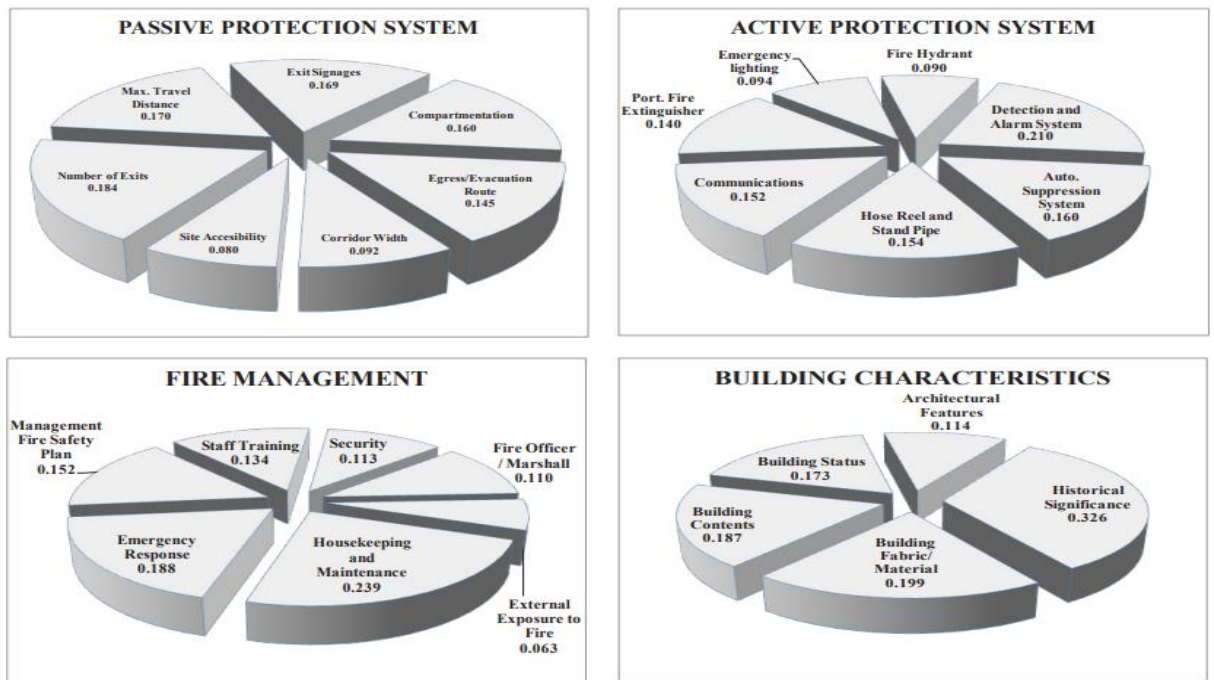 PASSIVE PROTECTION SYSTEM
Exit Signages
0.169
Max. Travel
Distance
0.170
Compartmentation
0.160
Number of Exits
0.184
Egress/Evacuation
Route
0.145
Site Accesibility
0.080
Corridor Width
0.092
ACTIVE PROTECTION SYSTEM
Emergency
lighting
0.094
Fire Hydrant
0.090
Port. Fire
Extinguisher
0.140
Detection and
Alarm System
0.210
Communications
0.152
Auto.
Suppression
System
0.160
Hose Reel and
Stand Pipe
0.154
FIRE MANAGEMENT
Management
Fire Safety
Plan
0.152
Staff Training
0.134
Security
0.113
Fire Officer
/ Marshall
0.110
Emergency
Response
0.188
Housekeeping
and
Maintenance
0.239
External
Exposure to
Fire
0.063
BUILDING CHARACTERISTICS
Architectural
Features
0.114
Building Status
0.173
Historical
Significance
0.326
Building
Contents
0.187
Building
Fabric/
Material
0.199